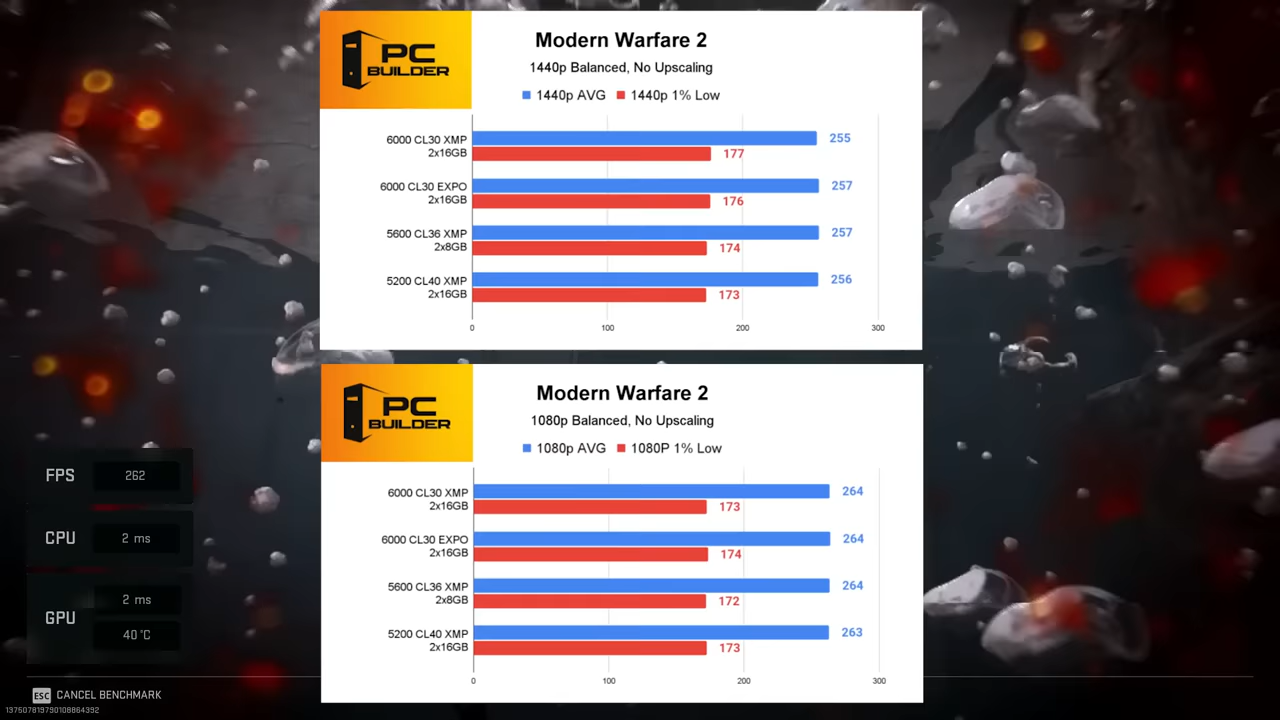 PC
BUILDER
Modern Warfare 2
1440p Balanced, No Upscaling
1440p AVG 1440p 1% Low
6000 CL30 XMP
2x16GB
255
177
6000 CL30 EXPO
2x16GB
257
176
5600 CL36 XMP
2x8GB
257
174
5200 CL40 XMP
2x16GB
256
173
0 100 200 300
PC
BUILDER
Modern Warfare 2
1080p Balanced, No Upscaling
1080p AVG 1080P 1% Low
6000 CL30 XMP
2x16GB
264
173
6000 CL30 EXPO
2x16GB
264
174
5600 CL36 XMP
2x8GB
264
172
5200 CL40 XMP
2x16GB
263
173
0 100 200 300
FPS 262
CPU 2 ms
GPU 2 ms
40 °C
ESC CANCEL BENCHMARK
137507819790108864392